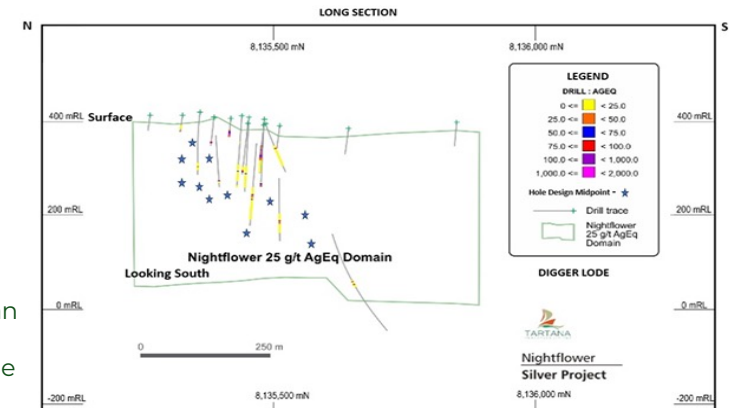 LONG SECTION
N
S
8,135,500 mN
8,136,000 mN
400 mRL
Surface
400 mRL
LEGEND
DRILL : AGEQ
0 <= < 25.0
25.0 <= < 50.0
50.0 <= < 75.0
75.0 <= < 100.0
100.0 <= < 1,000.0
1,000.0 <= < 2,000.0
Hole Design Midpoint -
Drill trace
Nightflower
25 g/t AgEq
Domain
200 mRL
200 mRL
Nightflower 25 g/t AgEq Domain
Looking South
DIGGER LODE
n
0 mRL
0 mRL
TARTANA
0
250 m
Nightflower
Silver Project
e
8,135,500 mN
8,136,000 mN
-200 mRL
-200 mRL